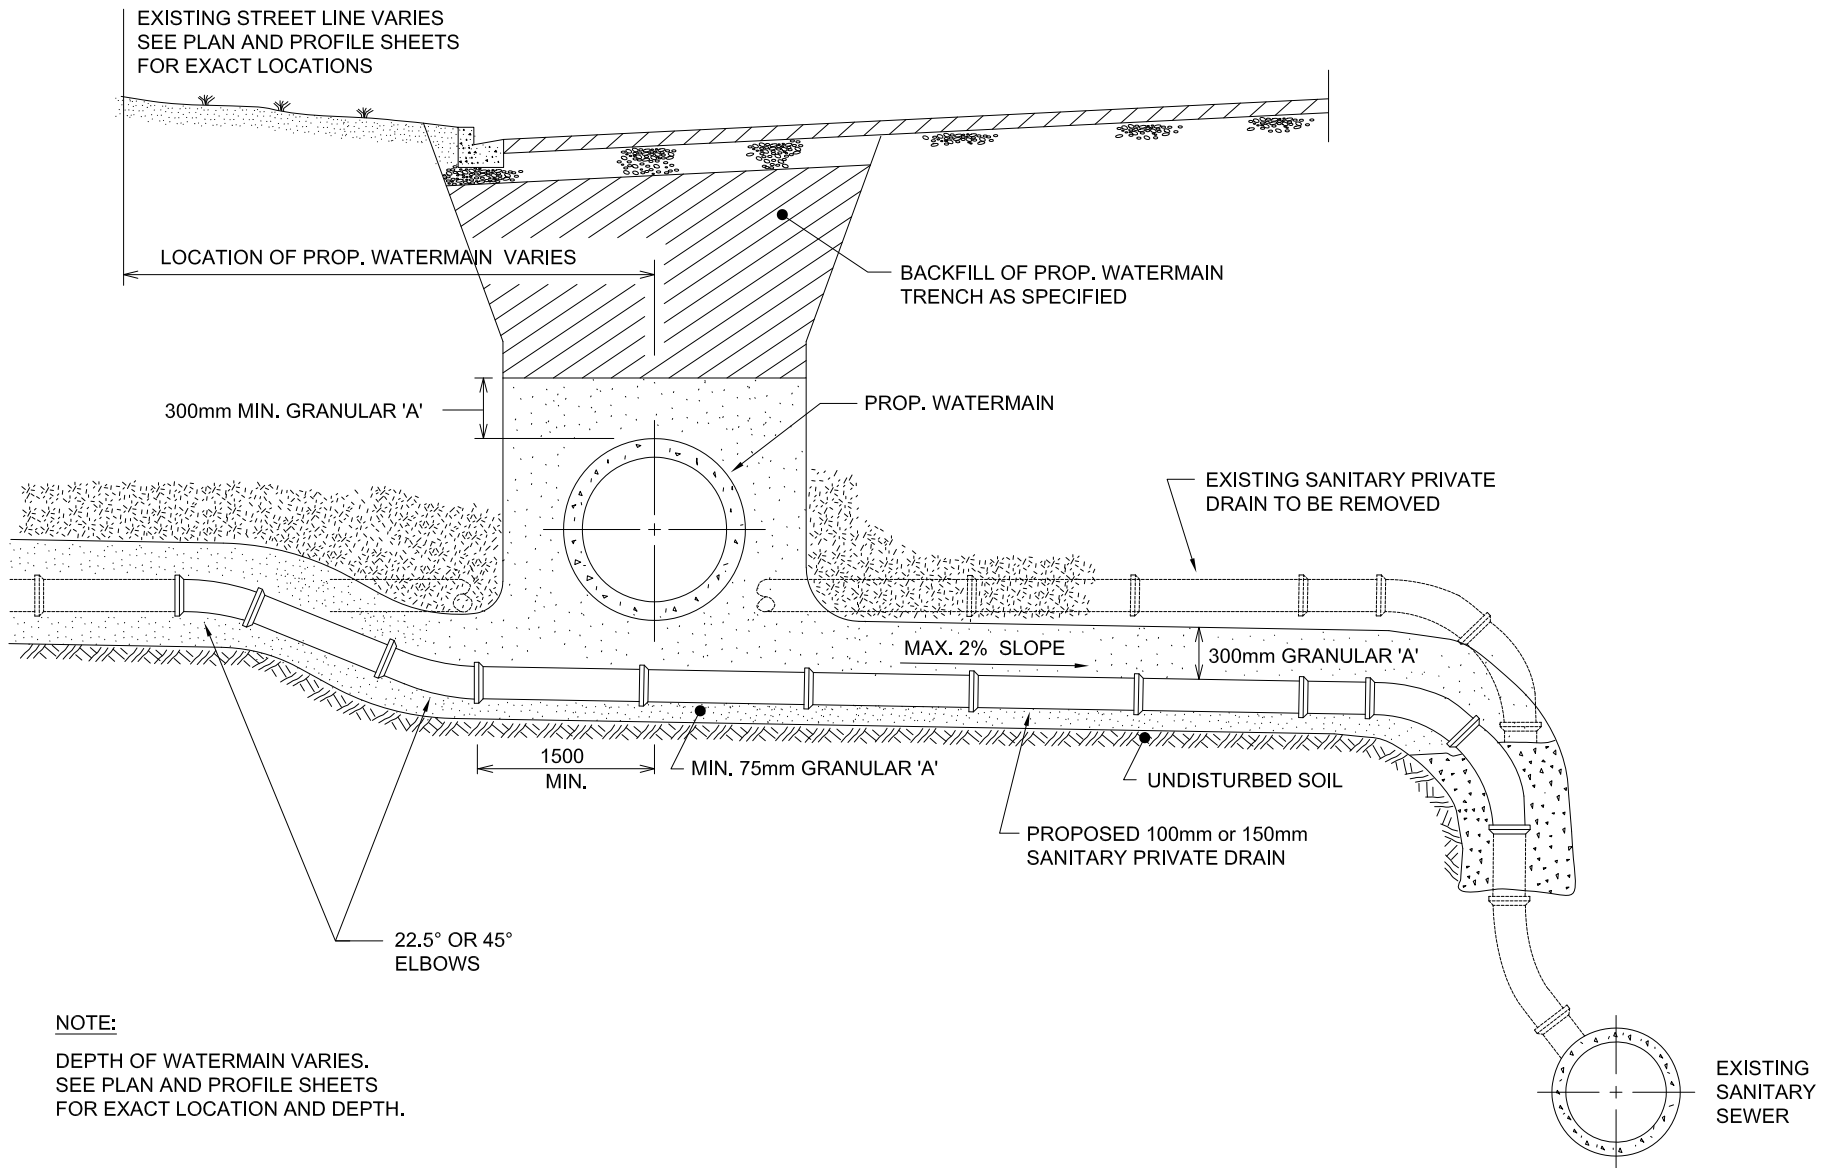 EXISTING STREET LINE VARIES
SEE PLAN AND PROFILE SHEETS
FOR EXACT LOCATIONS
LOCATION OF PROP. WATERMAIN VARIES
BACKFILL OF PROP. WATERMAIN
TRENCH AS SPECIFIED
300mm MIN. GRANULAR 'A'
PROP. WATERMAIN
EXISTING SANITARY PRIVATE
DRAIN TO BE REMOVED
MAX. 2% SLOPE
300mm GRANULAR 'A'
1500
MIN.
MIN. 75mm GRANULAR 'A'
UNDISTURBED SOIL
PROPOSED 100mm or 150mm
SANITARY PRIVATE DRAIN
22.5° OR 45°
ELBOWS
NOTE:
DEPTH OF WATERMAIN VARIES.
SEE PLAN AND PROFILE SHEETS
FOR EXACT LOCATION AND DEPTH.
EXISTING
SANITARY
SEWER